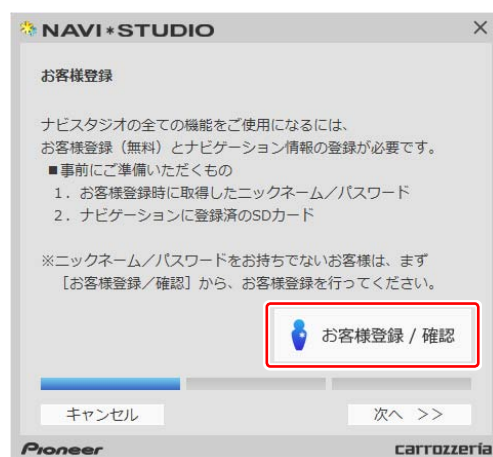 NAVI*STUDIO
お客様登録
ナビスタジオの全ての機能をご使用になるには、
お客様登録（無料）とナビゲーション情報の登録が必要です。
■事前にご準備いただくもの
1．お客様登録時に取得したニックネーム／パスワード
2．ナビゲーションに登録済のSDカード
※ニックネーム／パスワードをお持ちでないお客様は、まず
［お客様登録／確認］から、お客様登録を行ってください。
お客様登録 / 確認
キャンセル 次へ >>
Pioneer carrozzeria